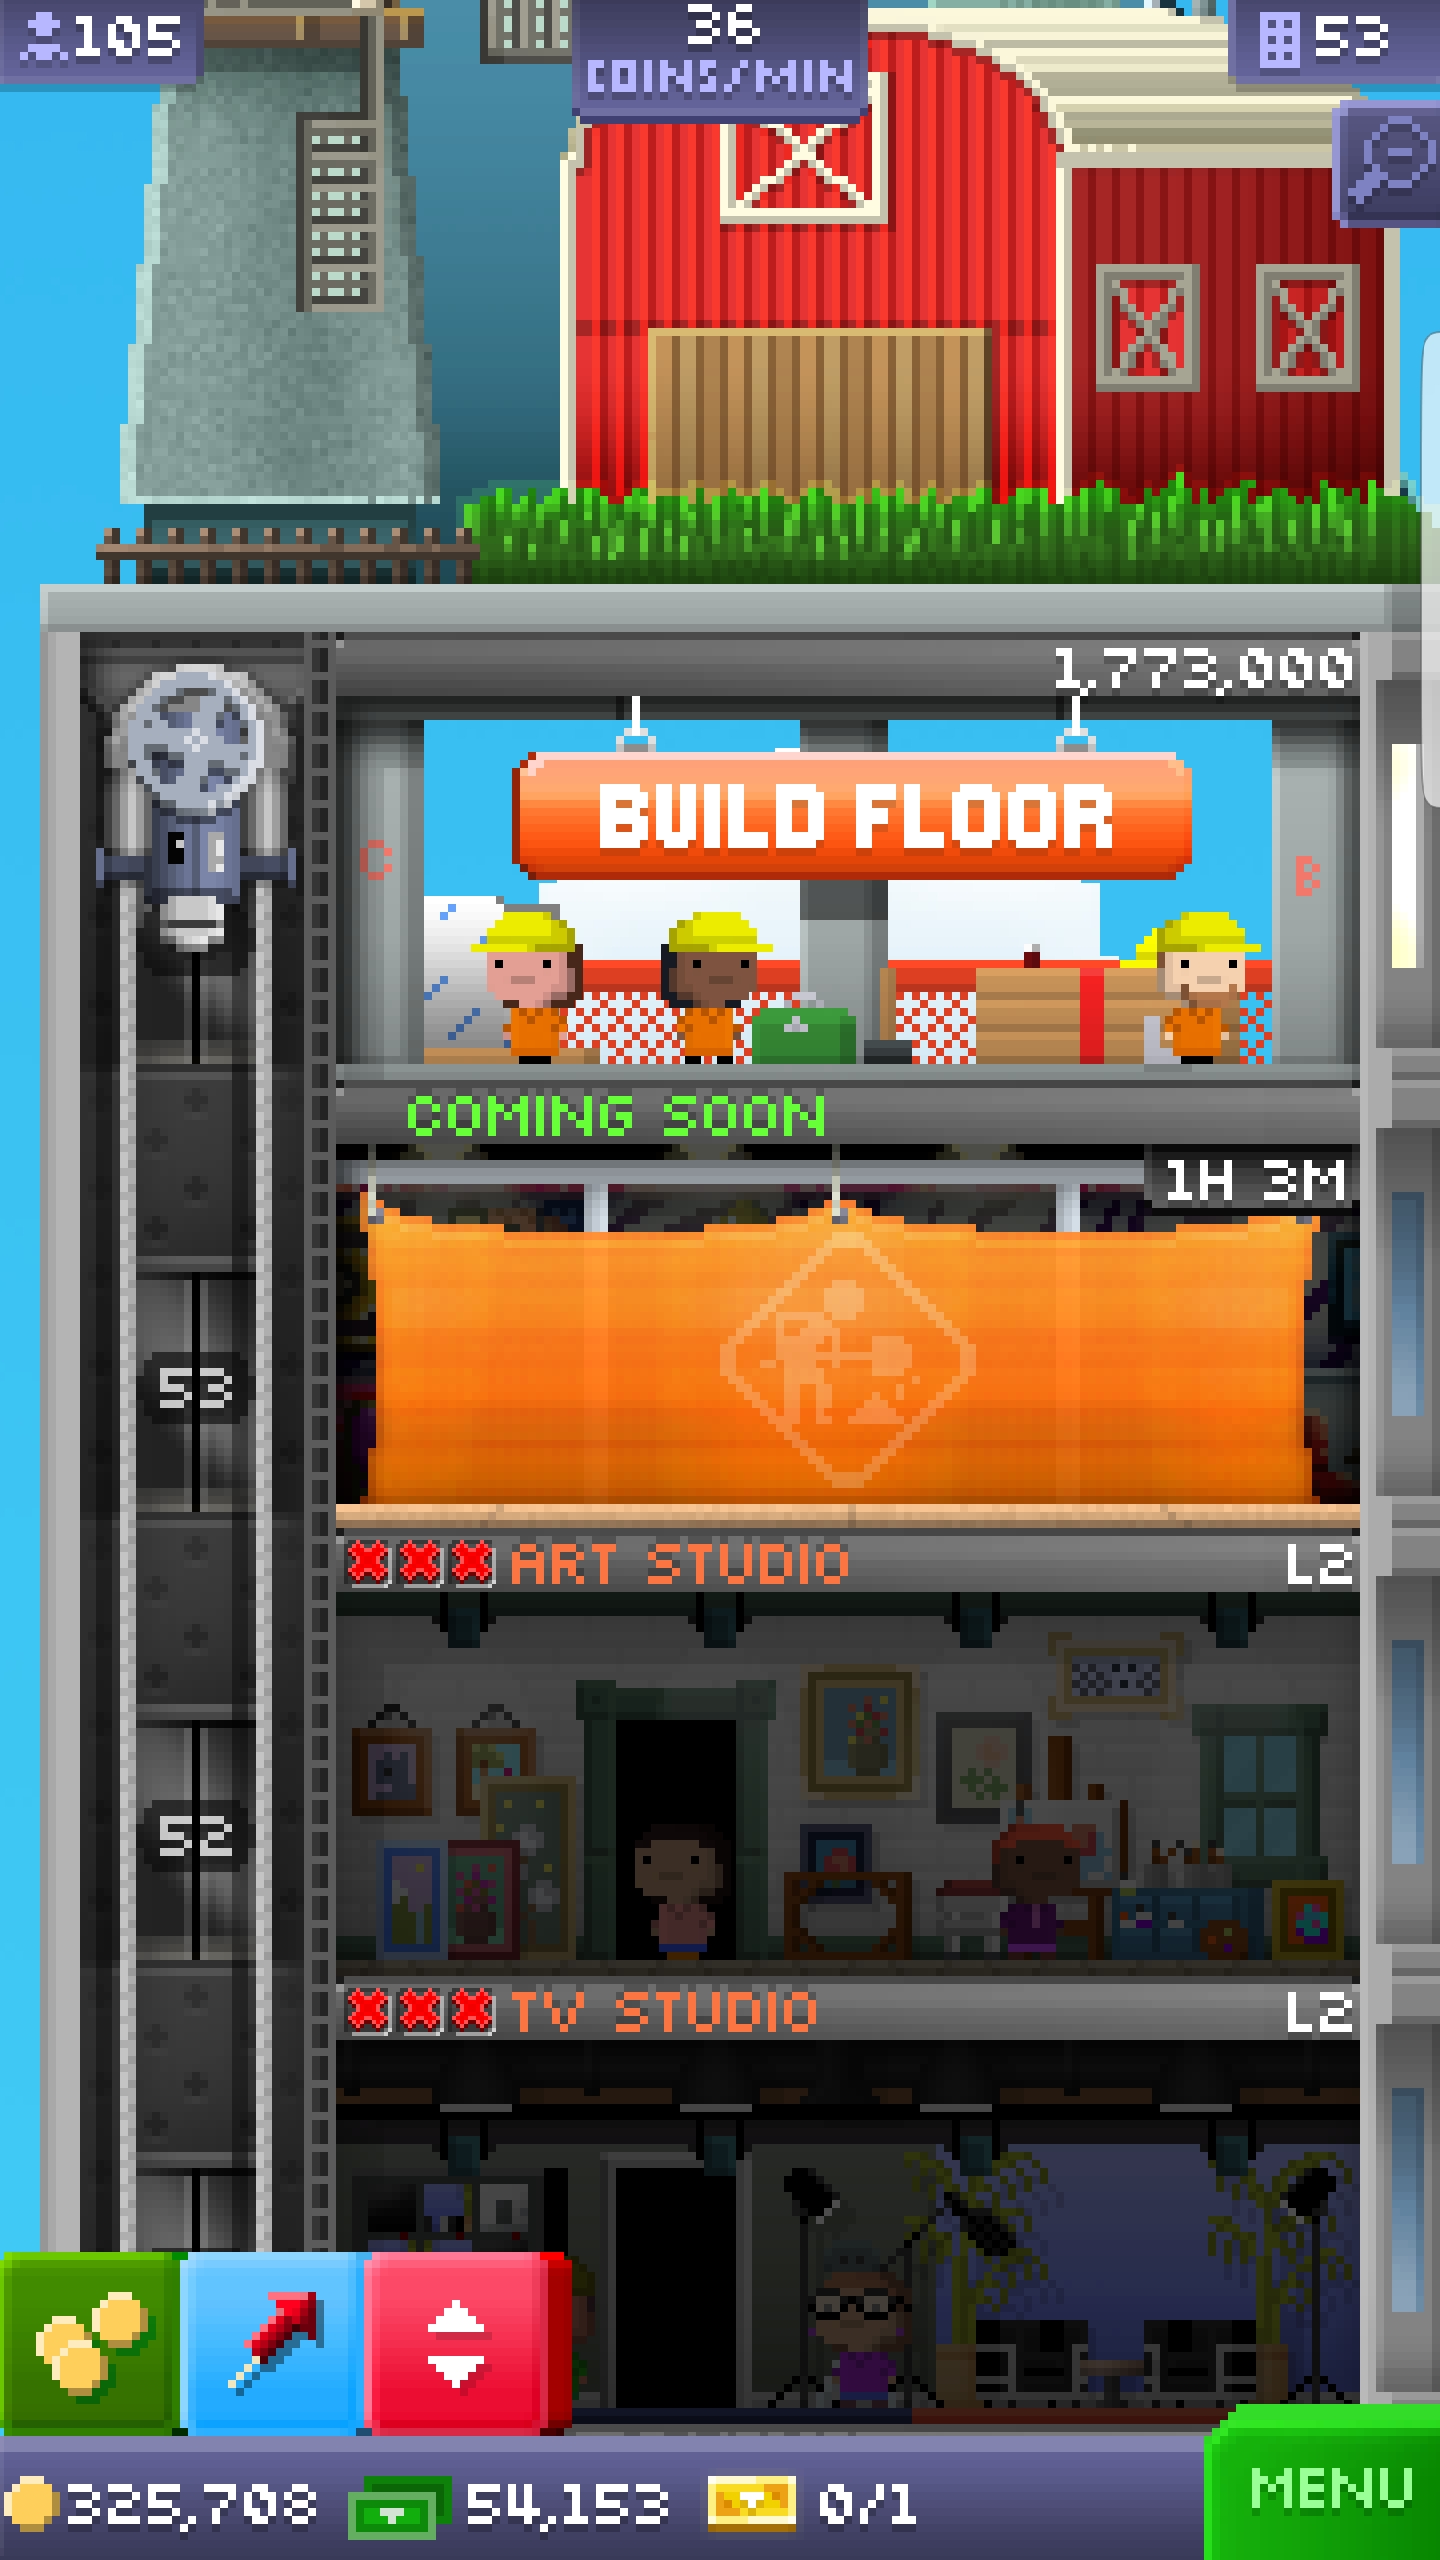 105
36
COINS/MIN
53
1,773,000
BUILD FLOOR
C
B
COMING SOON
1H 3M
53
ART STUDIO
L2
52
TV STUDIO
L2
325,708
54,153
0/1
MENU